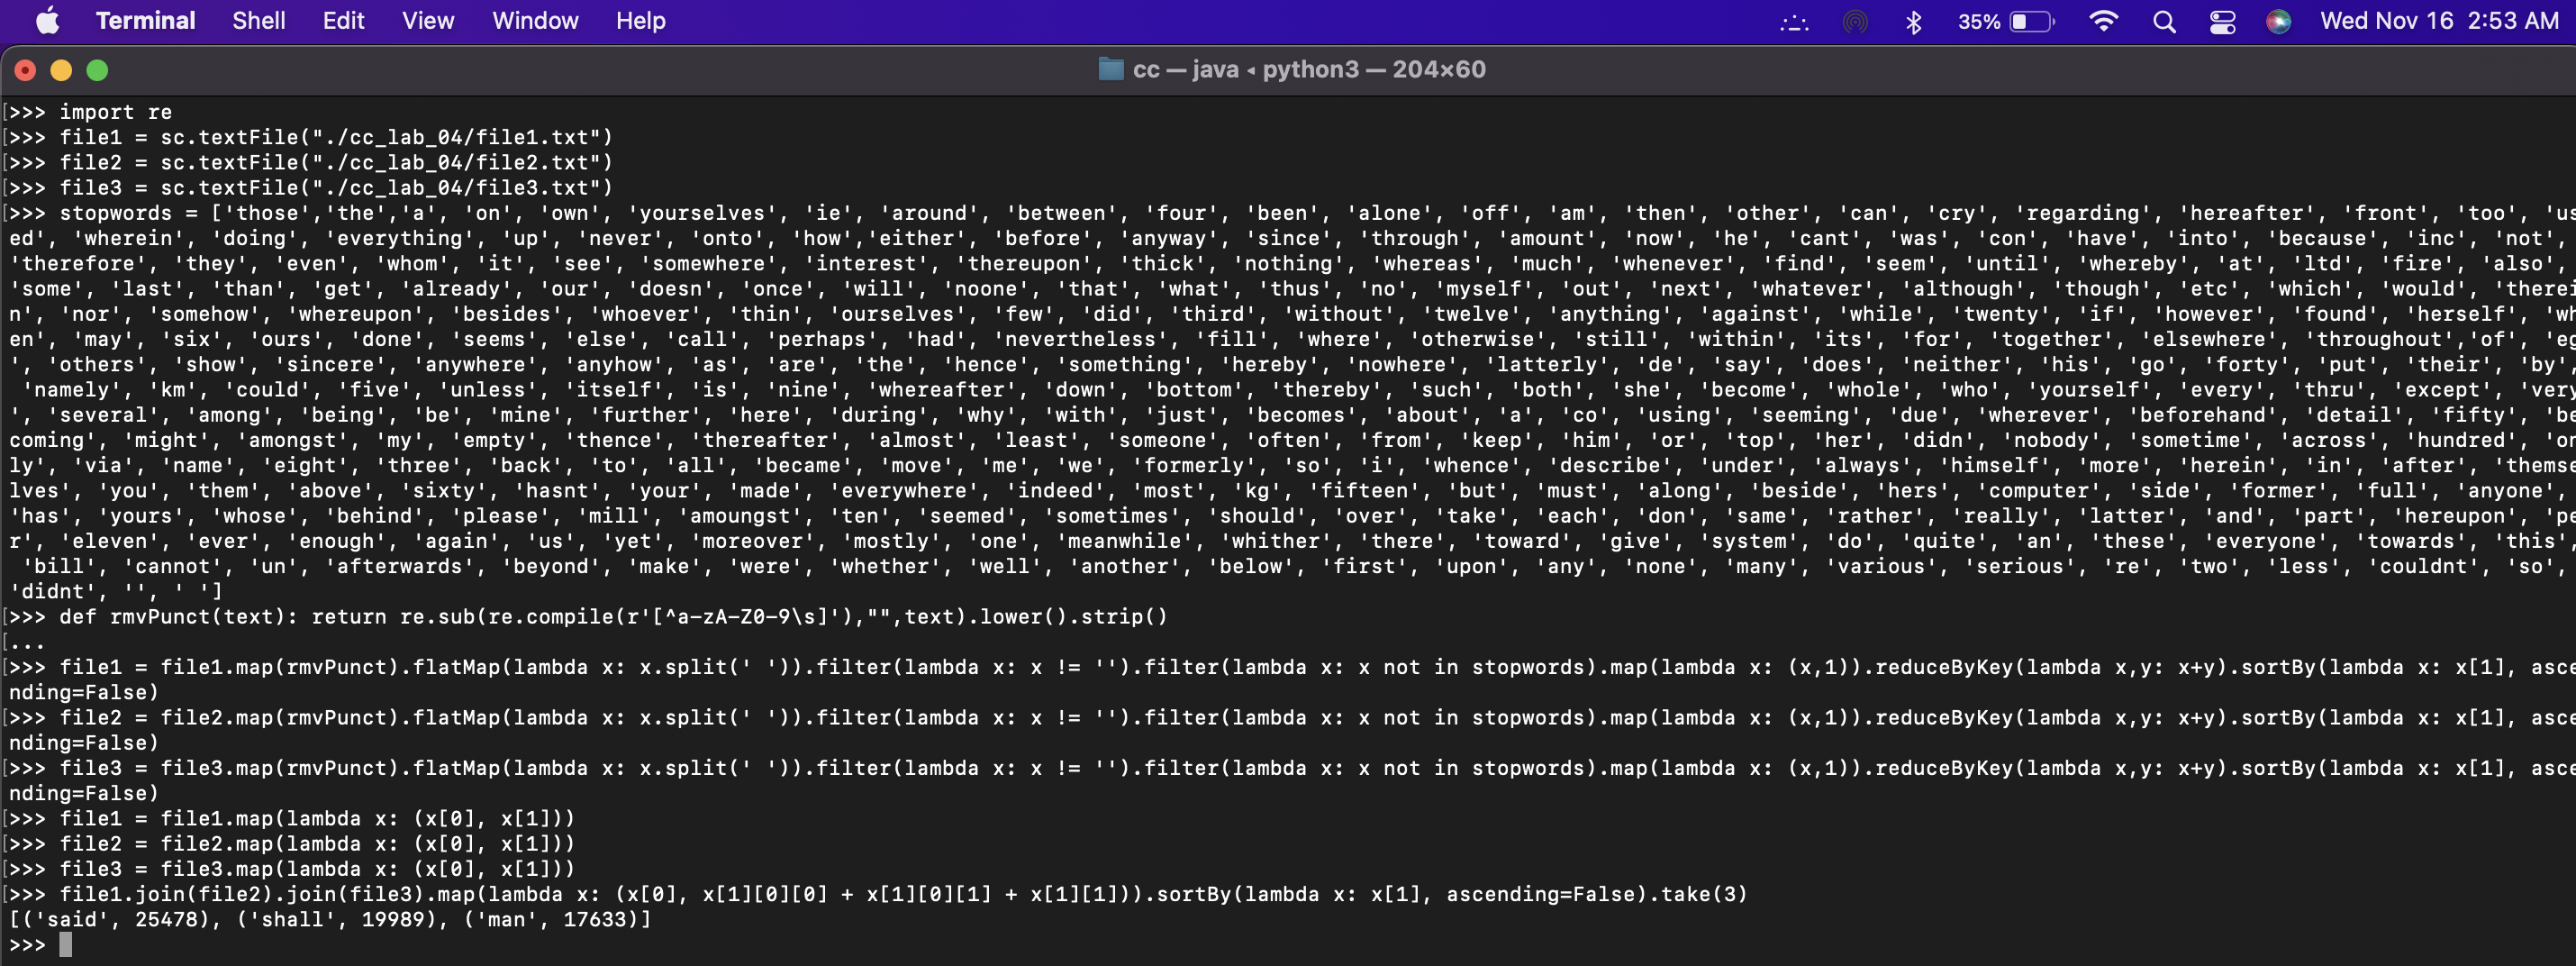 Terminal Shell Edit View Window Help 35% Wed Nov 16 2:53 AM
cc — java ◂ python3 — 204×60
[>>> import re
[>>> file1 = sc.textFile("./cc_lab_04/file1.txt")
[>>> file2 = sc.textFile("./cc_lab_04/file2.txt")
[>>> file3 = sc.textFile("./cc_lab_04/file3.txt")
[>>> stopwords = ['those','the','a', 'on', 'own', 'yourselves', 'ie', 'around', 'between', 'four', 'been', 'alone', 'off', 'am', 'then', 'other', 'can', 'cry', 'regarding', 'hereafter', 'front', 'too', 'us
ed', 'wherein', 'doing', 'everything', 'up', 'never', 'onto', 'how','either', 'before', 'anyway', 'since', 'through', 'amount', 'now', 'he', 'cant', 'was', 'con', 'have', 'into', 'because', 'inc', 'not',
'therefore', 'they', 'even', 'whom', 'it', 'see', 'somewhere', 'interest', 'thereupon', 'thick', 'nothing', 'whereas', 'much', 'whenever', 'find', 'seem', 'until', 'whereby', 'at', 'ltd', 'fire', 'also',
'some', 'last', 'than', 'get', 'already', 'our', 'doesn', 'once', 'will', 'noone', 'that', 'what', 'thus', 'no', 'myself', 'out', 'next', 'whatever', 'although', 'though', 'etc', 'which', 'would', 'therei
n', 'nor', 'somehow', 'whereupon', 'besides', 'whoever', 'thin', 'ourselves', 'few', 'did', 'third', 'without', 'twelve', 'anything', 'against', 'while', 'twenty', 'if', 'however', 'found', 'herself', 'wh
en', 'may', 'six', 'ours', 'done', 'seems', 'else', 'call', 'perhaps', 'had', 'nevertheless', 'fill', 'where', 'otherwise', 'still', 'within', 'its', 'for', 'together', 'elsewhere', 'throughout','of', 'eg
', 'others', 'show', 'sincere', 'anywhere', 'anyhow', 'as', 'are', 'the', 'hence', 'something', 'hereby', 'nowhere', 'latterly', 'de', 'say', 'does', 'neither', 'his', 'go', 'forty', 'put', 'their', 'by',
'namely', 'km', 'could', 'five', 'unless', 'itself', 'is', 'nine', 'whereafter', 'down', 'bottom', 'thereby', 'such', 'both', 'she', 'become', 'whole', 'who', 'yourself', 'every', 'thru', 'except', 'very
', 'several', 'among', 'being', 'be', 'mine', 'further', 'here', 'during', 'why', 'with', 'just', 'becomes', 'about', 'a', 'co', 'using', 'seeming', 'due', 'wherever', 'beforehand', 'detail', 'fifty', 'be
coming', 'might', 'amongst', 'my', 'empty', 'thence', 'thereafter', 'almost', 'least', 'someone', 'often', 'from', 'keep', 'him', 'or', 'top', 'her', 'didn', 'nobody', 'sometime', 'across', 'hundred', 'on
ly', 'via', 'name', 'eight', 'three', 'back', 'to', 'all', 'became', 'move', 'me', 'we', 'formerly', 'so', 'i', 'whence', 'describe', 'under', 'always', 'himself', 'more', 'herein', 'in', 'after', 'themse
lves', 'you', 'them', 'above', 'sixty', 'hasnt', 'your', 'made', 'everywhere', 'indeed', 'most', 'kg', 'fifteen', 'but', 'must', 'along', 'beside', 'hers', 'computer', 'side', 'former', 'full', 'anyone',
'has', 'yours', 'whose', 'behind', 'please', 'mill', 'amoungst', 'ten', 'seemed', 'sometimes', 'should', 'over', 'take', 'each', 'don', 'same', 'rather', 'really', 'latter', 'and', 'part', 'hereupon', 'pe
r', 'eleven', 'ever', 'enough', 'again', 'us', 'yet', 'moreover', 'mostly', 'one', 'meanwhile', 'whither', 'there', 'toward', 'give', 'system', 'do', 'quite', 'an', 'these', 'everyone', 'towards', 'this',
'bill', 'cannot', 'un', 'afterwards', 'beyond', 'make', 'were', 'whether', 'well', 'another', 'below', 'first', 'upon', 'any', 'none', 'many', 'various', 'serious', 're', 'two', 'less', 'couldnt', 'so',
'didnt', '', ' ']
[>>> def rmvPunct(text): return re.sub(re.compile(r'[^a-zA-Z0-9\s]'),"",text).lower().strip()
[...
[>>> file1 = file1.map(rmvPunct).flatMap(lambda x: x.split(' ')).filter(lambda x: x != '').filter(lambda x: x not in stopwords).map(lambda x: (x,1)).reduceByKey(lambda x,y: x+y).sortBy(lambda x: x[1], asce
nding=False)
[>>> file2 = file2.map(rmvPunct).flatMap(lambda x: x.split(' ')).filter(lambda x: x != '').filter(lambda x: x not in stopwords).map(lambda x: (x,1)).reduceByKey(lambda x,y: x+y).sortBy(lambda x: x[1], asce
nding=False)
[>>> file3 = file3.map(rmvPunct).flatMap(lambda x: x.split(' ')).filter(lambda x: x != '').filter(lambda x: x not in stopwords).map(lambda x: (x,1)).reduceByKey(lambda x,y: x+y).sortBy(lambda x: x[1], asce
nding=False)
[>>> file1 = file1.map(lambda x: (x[0], x[1]))
[>>> file2 = file2.map(lambda x: (x[0], x[1]))
[>>> file3 = file3.map(lambda x: (x[0], x[1]))
[>>> file1.join(file2).join(file3).map(lambda x: (x[0], x[1][0][0] + x[1][0][1] + x[1][1])).sortBy(lambda x: x[1], ascending=False).take(3)
[('said', 25478), ('shall', 19989), ('man', 17633)]
>>>